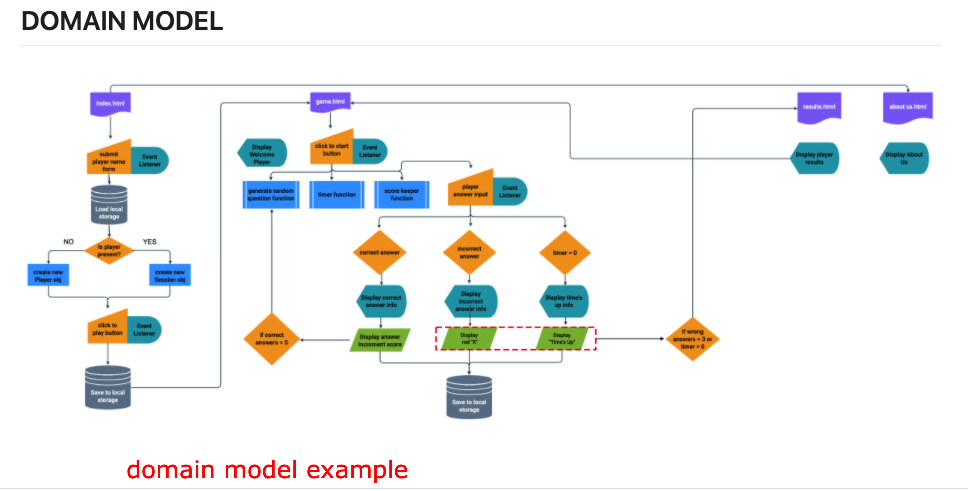 DOMAIN MODEL
index.html
game.html
results.html
about us.html
submit
player name
form
Event
Listener
Display
Welcome
Player
click to start
button
Event
Listener
Display player
results
Display About
Us
Load local
storage
generate random
question function
timer function
score keeper
function
player
answer input
Event
Listener
NO
YES
is player
present?
correct answer
incorrect
answer
timer = 0
create new
Player obj
create new
Session obj
Display correct
answer info
Display
incorrect
answer info
Display time's
up info
click to
play button
Event
Listener
if correct
answers = 5
Display answer
increment score
Display
red "X"
Display
"Time's Up"
if wrong
answers = 3 or
timer = 0
Save to local
storage
Save to local
storage
domain model example